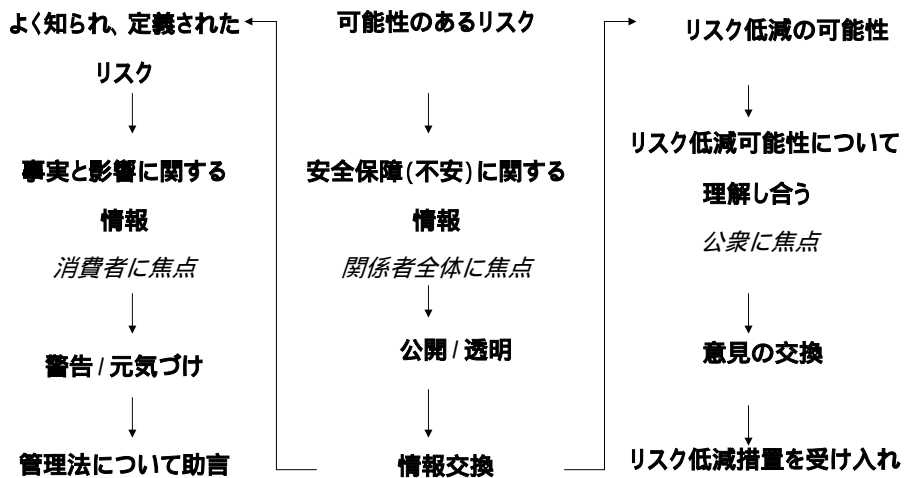 よく知られ、定義された
リスク
事実と影響に関する
情報
消費者に焦点
警告/元気づけ
管理法について助言
可能性のあるリスク
安全保障(不安)に関する
情報
関係者全体に焦点
公開/透明
情報交換
リスク低減の可能性
リスク低減可能性について
理解し合う
公衆に焦点
意見の交換
リスク低減措置を受け入れ